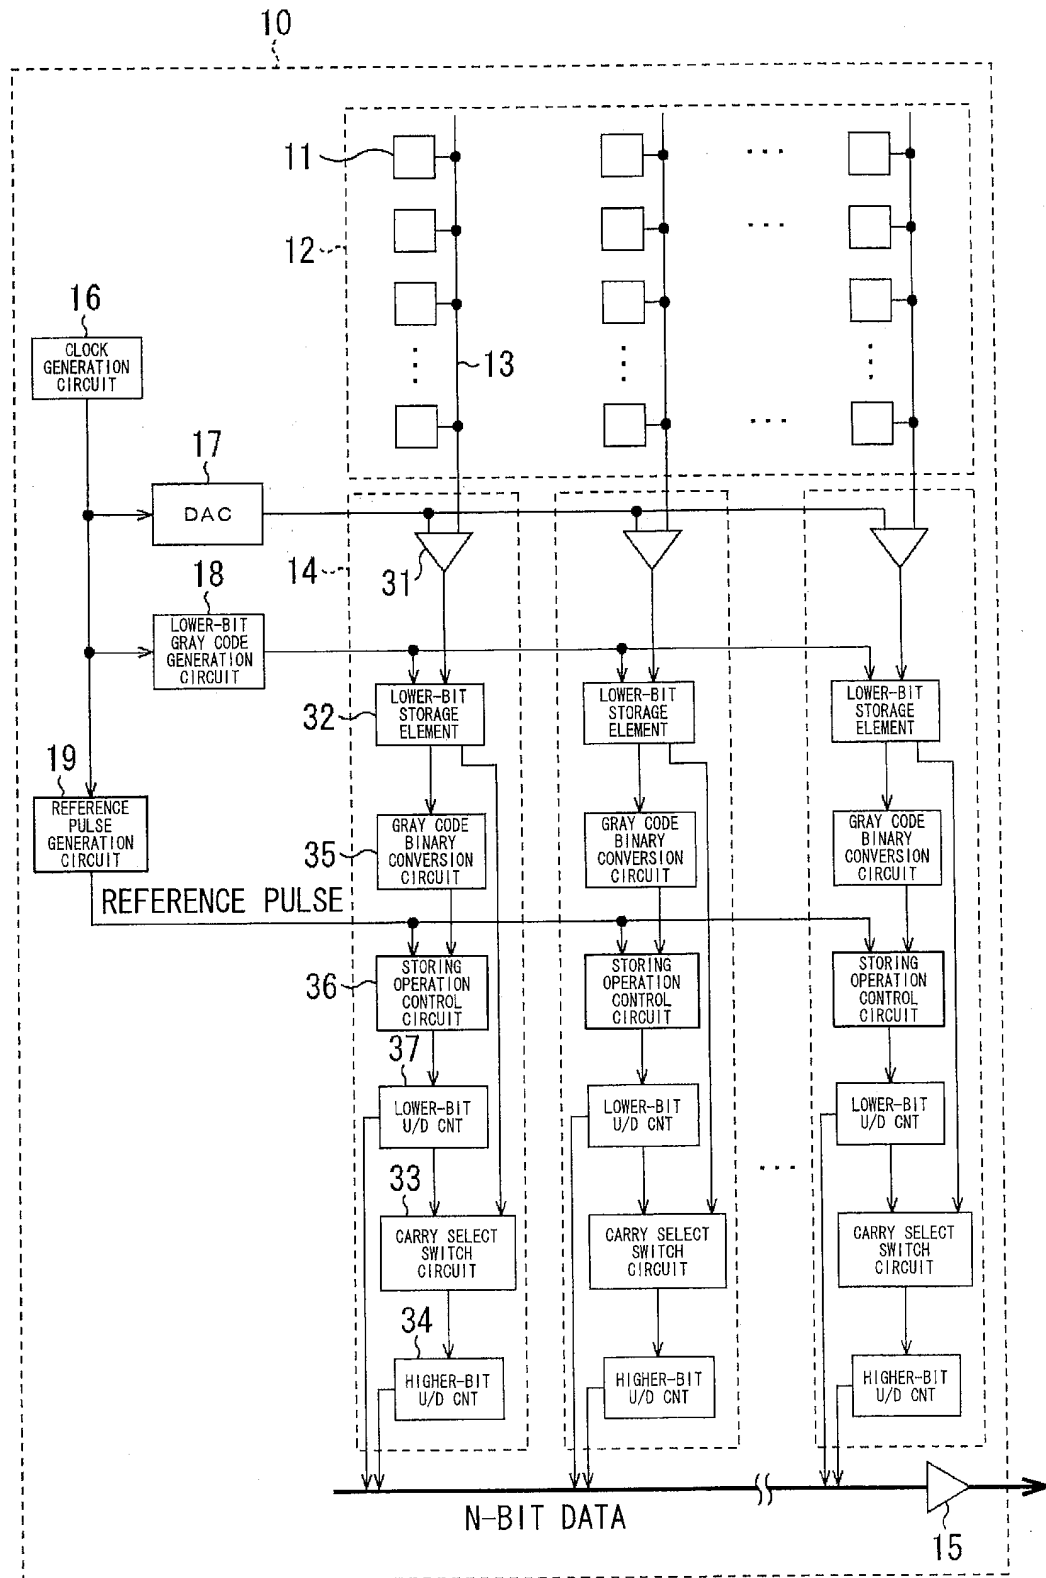 10
11
12
16
CLOCK
GENERATION
CIRCUIT
13
17
DAC
14
31
18
LOWER-BIT
GRAY CODE
GENERATION
CIRCUIT
32
LOWER-BIT
STORAGE
ELEMENT
LOWER-BIT
STORAGE
ELEMENT
LOWER-BIT
STORAGE
ELEMENT
19
REFERENCE
PULSE
GENERATION
CIRCUIT
35
GRAY CODE
BINARY
CONVERSION
CIRCUIT
GRAY CODE
BINARY
CONVERSION
CIRCUIT
GRAY CODE
BINARY
CONVERSION
CIRCUIT
REFERENCE PULSE
36
STORING
OPERATION
CONTROL
CIRCUIT
STORING
OPERATION
CONTROL
CIRCUIT
STORING
OPERATION
CONTROL
CIRCUIT
37
LOWER-BIT
U/D CNT
LOWER-BIT
U/D CNT
LOWER-BIT
U/D CNT
33
CARRY SELECT
SWITCH
CIRCUIT
CARRY SELECT
SWITCH
CIRCUIT
CARRY SELECT
SWITCH
CIRCUIT
34
HIGHER-BIT
U/D CNT
HIGHER-BIT
U/D CNT
HIGHER-BIT
U/D CNT
N-BIT DATA
15